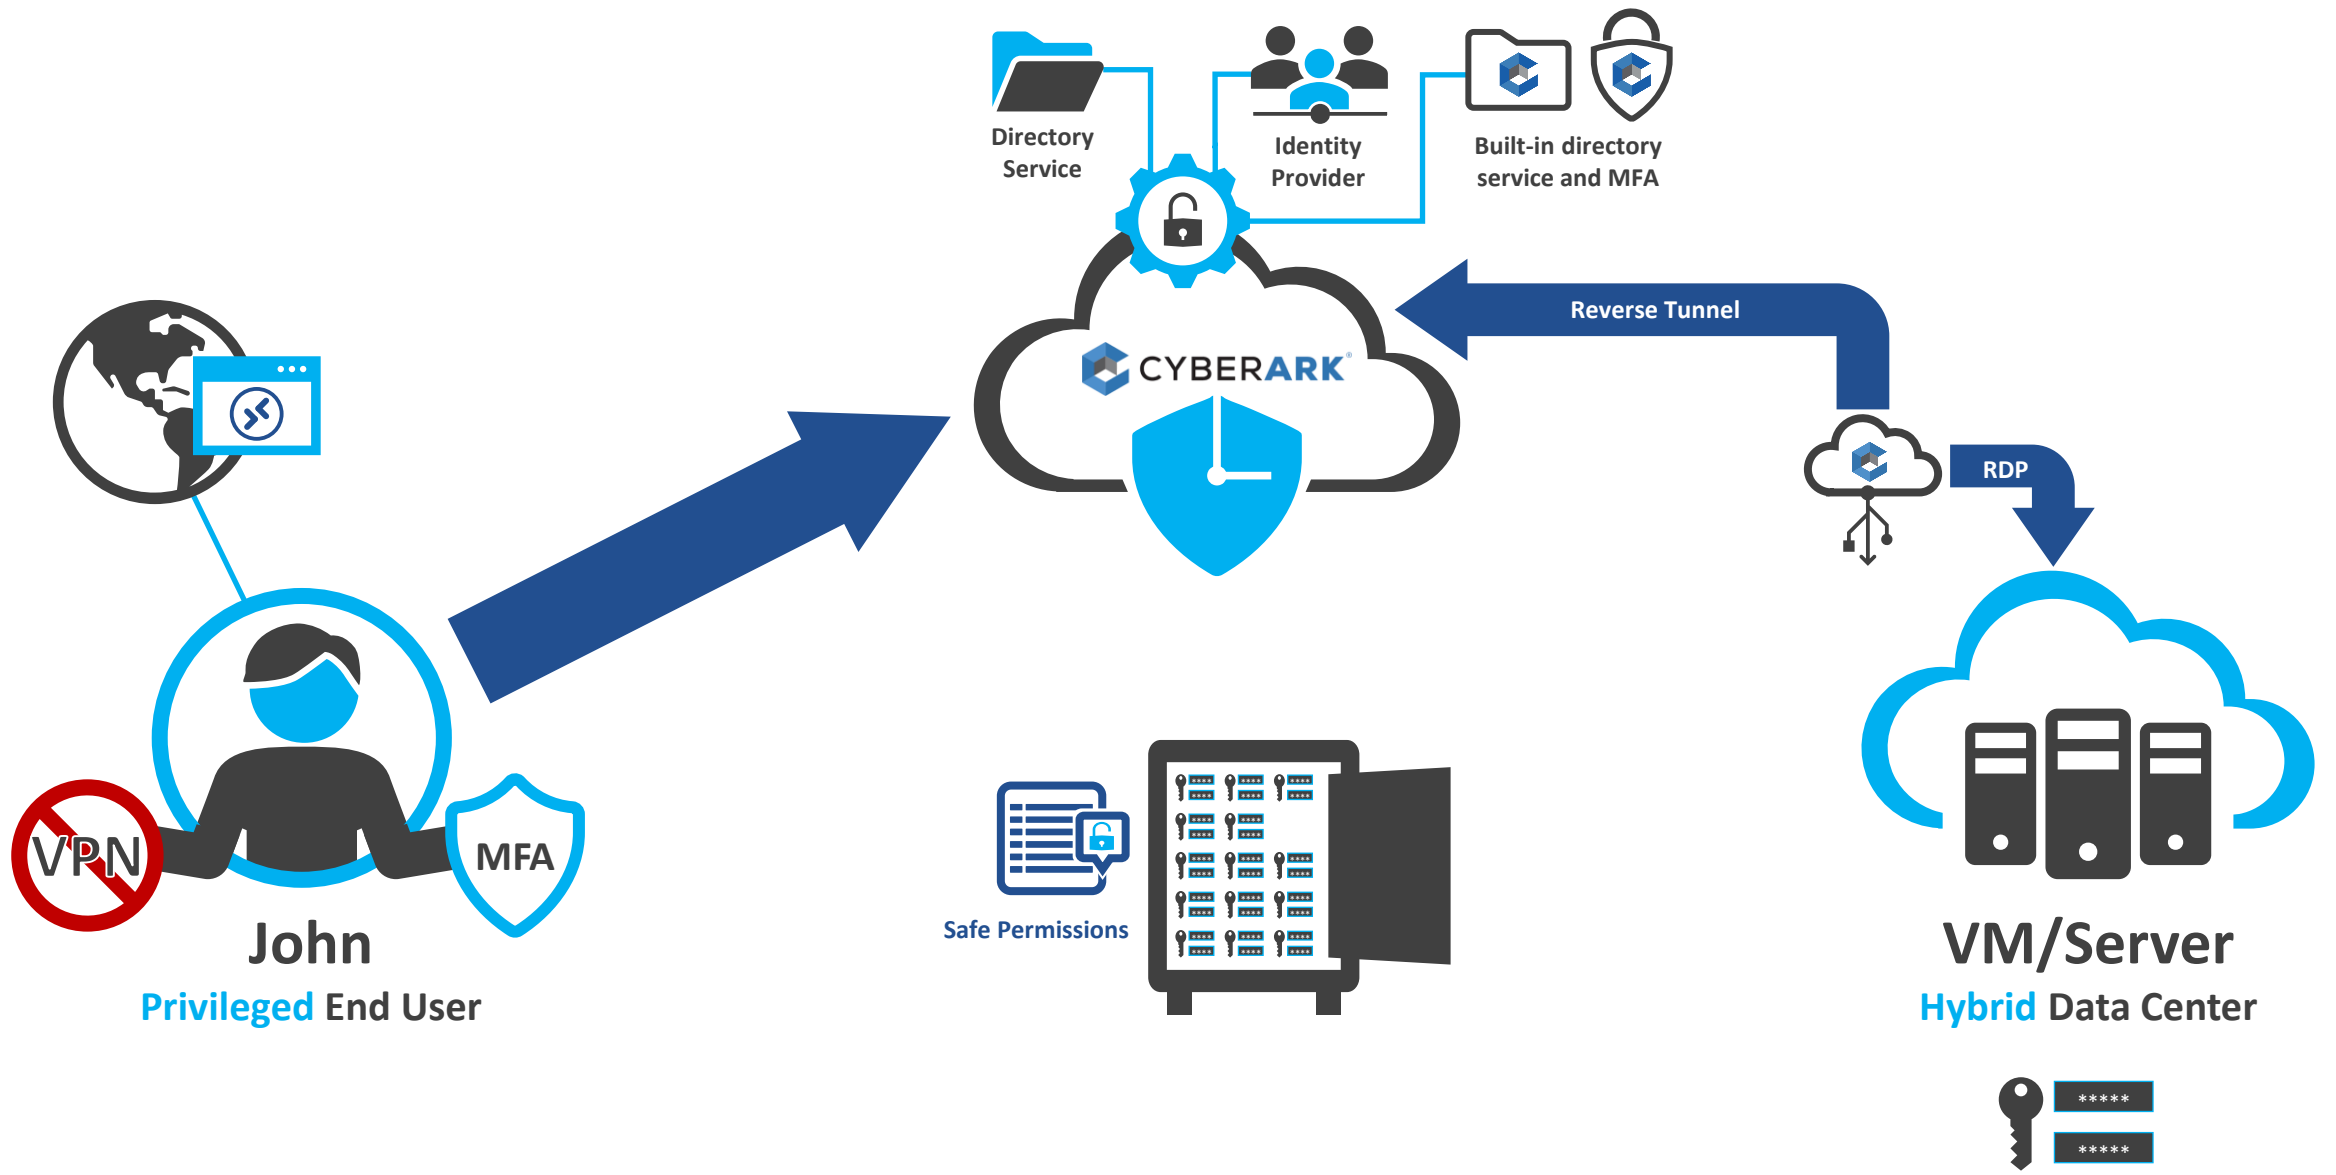 Directory
Service
Identity
Provider
Built-in directory
service and MFA
Reverse Tunnel
CYBERARK®
RDP
VPN
MFA
John
Privileged End User
Safe Permissions
VM/Server
Hybrid Data Center
*****
*****